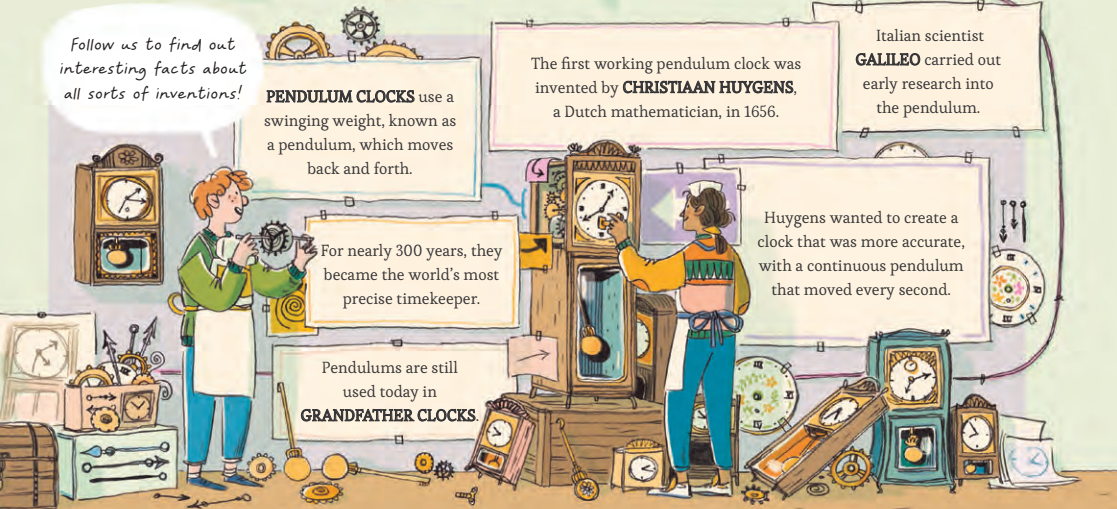 Follow us to find out
interesting facts about
all sorts of inventions!
PENDULUM CLOCKS use a
swinging weight, known as
a pendulum, which moves
back and forth.
The first working pendulum clock was
invented by CHRISTIAAN HUYGENS,
a Dutch mathematician, in 1656.
Italian scientist
GALILEO carried out
early research into
the pendulum.
For nearly 300 years, they
became the world's most
precise timekeeper.
Huygens wanted to create a
clock that was more accurate,
with a continuous pendulum
that moved every second.
Pendulums are still
used today in
GRANDFATHER CLOCKS.